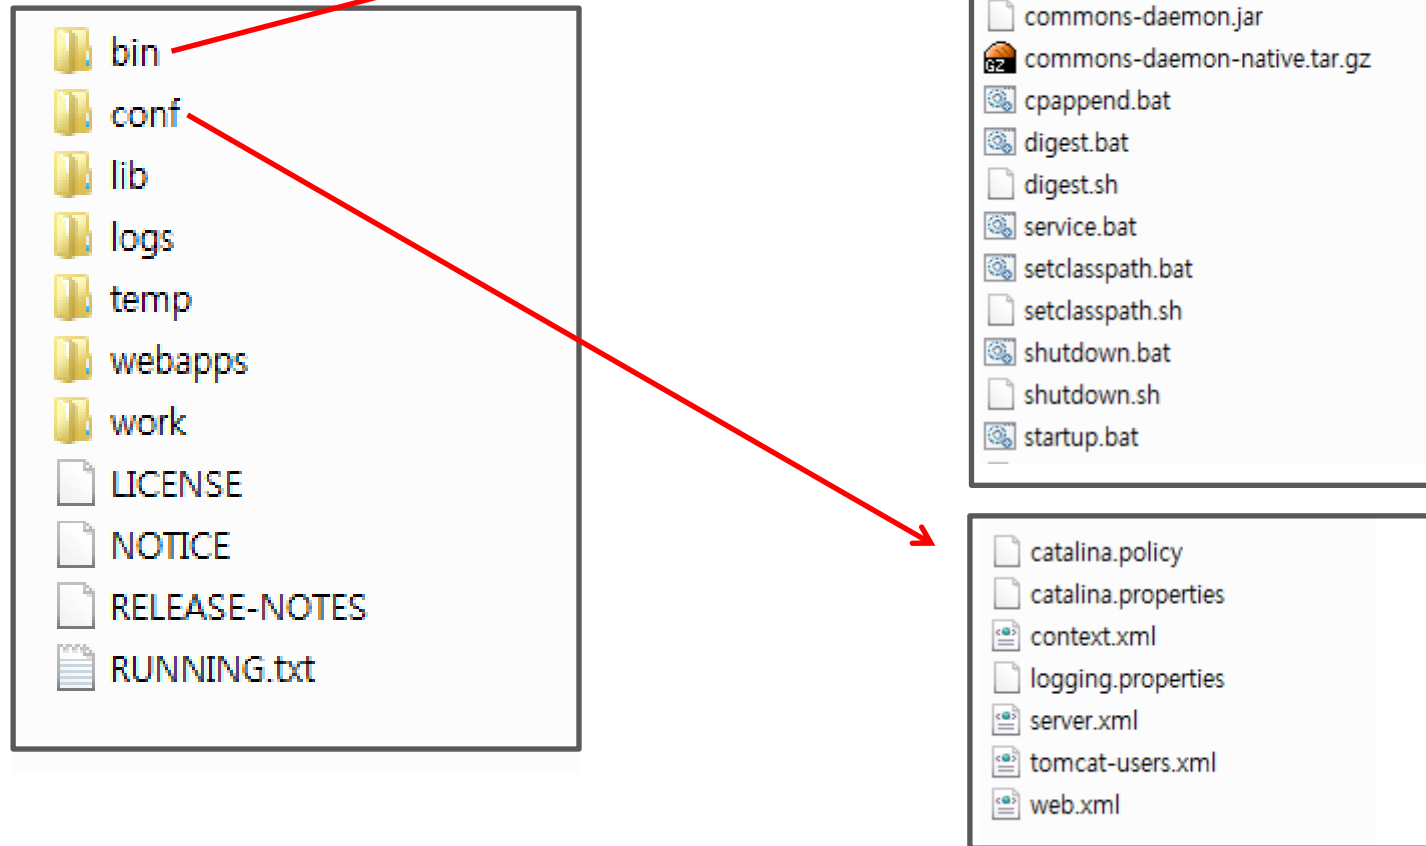 bin
conf
lib
logs
temp
webapps
work
LICENSE
NOTICE
RELEASE-NOTES
RUNNING.txt
commons-daemon.jar
GZ commons-daemon-native.tar.gz
cpappend.bat
digest.bat
digest.sh
service.bat
setclasspath.bat
setclasspath.sh
shutdown.bat
shutdown.sh
startup.bat
catalina.policy
catalina.properties
context.xml
logging.properties
server.xml
tomcat-users.xml
web.xml